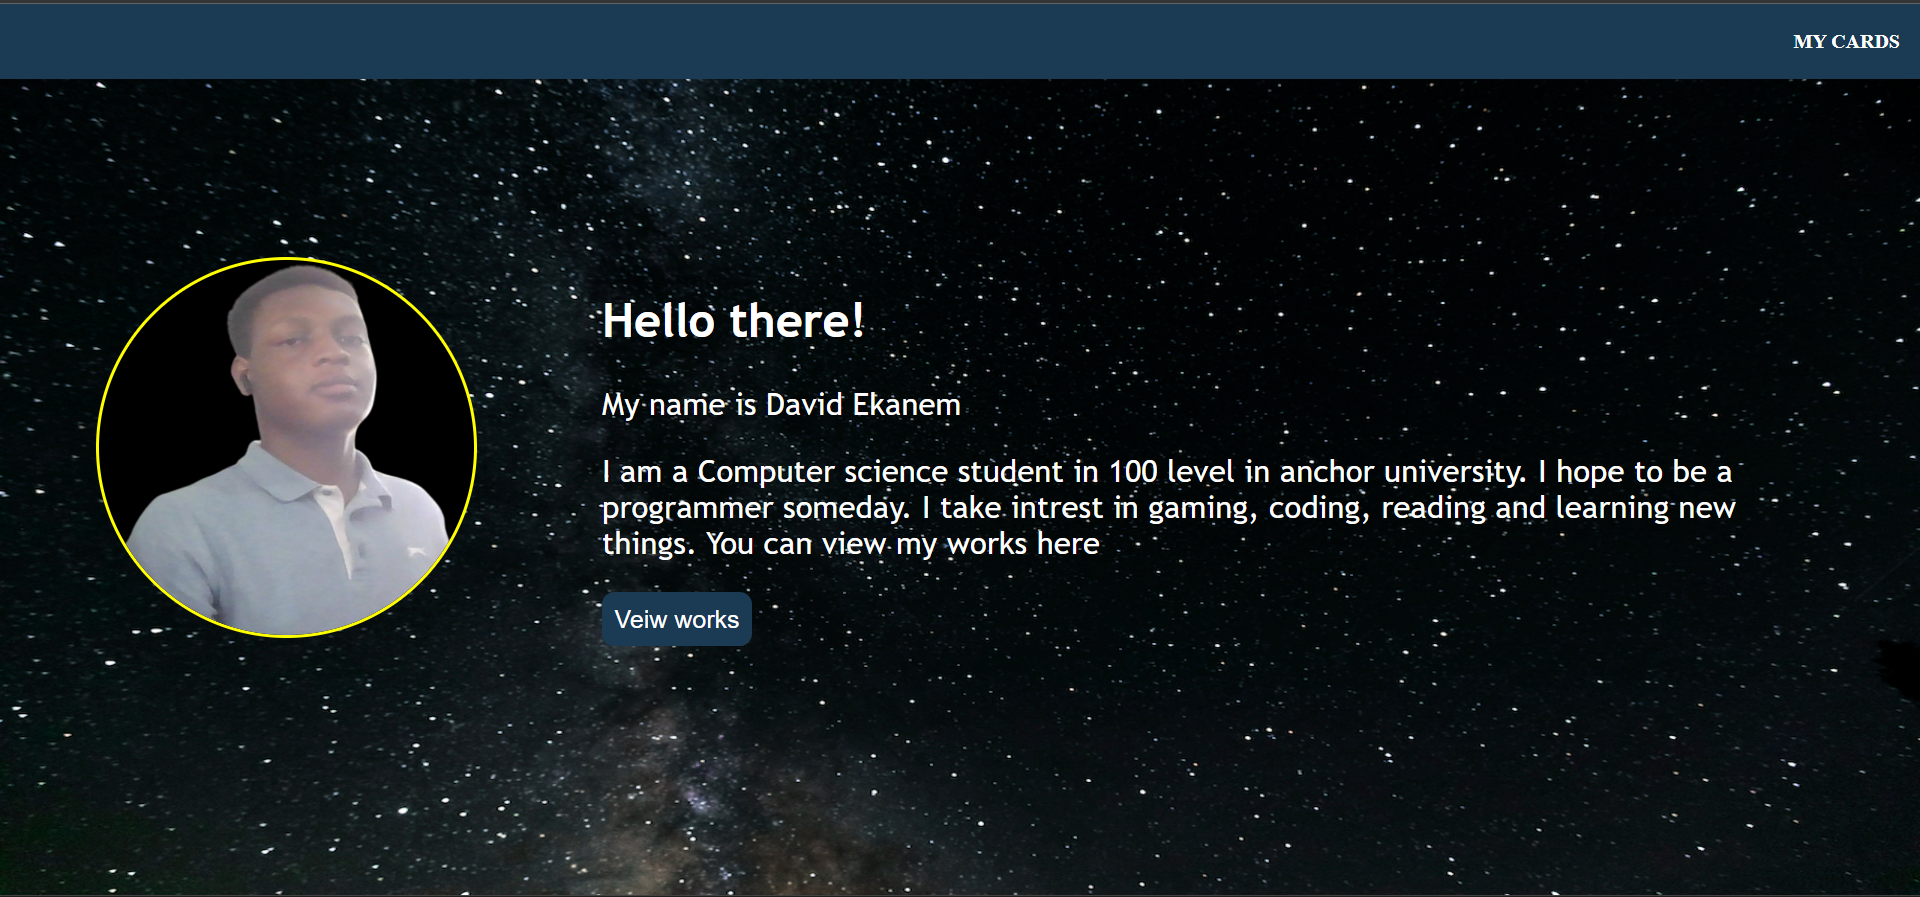 MY CARDS
Hello there!
My name is David Ekanem
I am a Computer science student in 100 level in anchor university. I hope to be a
programmer someday. I take intrest in gaming, coding, reading and learning new
things. You can view my works here
Veiw works